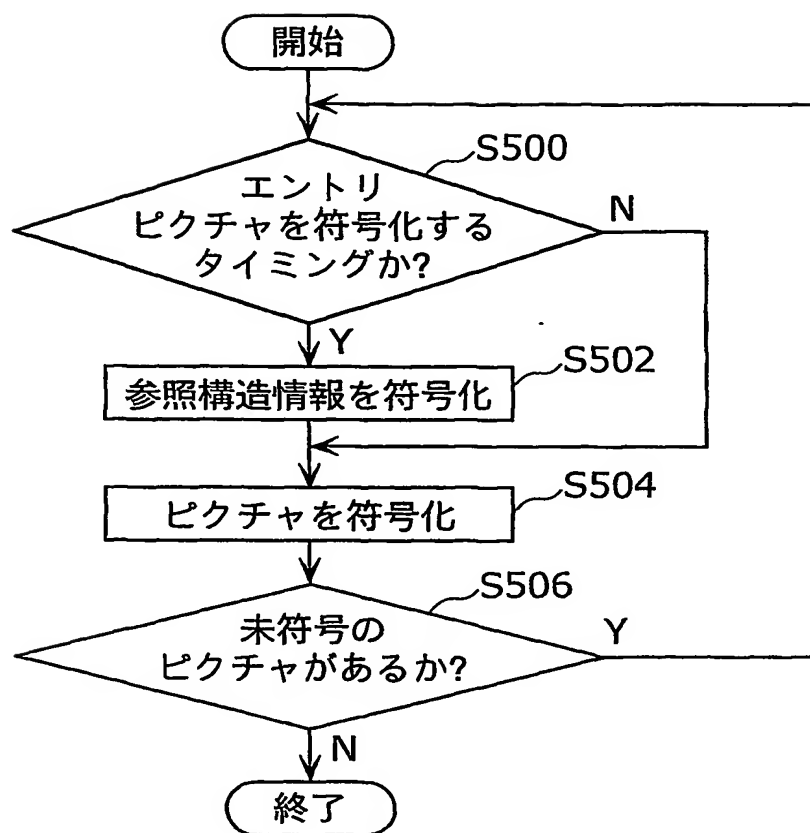 開始
S500
エントリ
ピクチャを符号化する
タイミングか?
N
Y
S502
参照構造情報を符号化
S504
ピクチャを符号化
S506
未符号の
ピクチャがあるか?
Y
N
終了